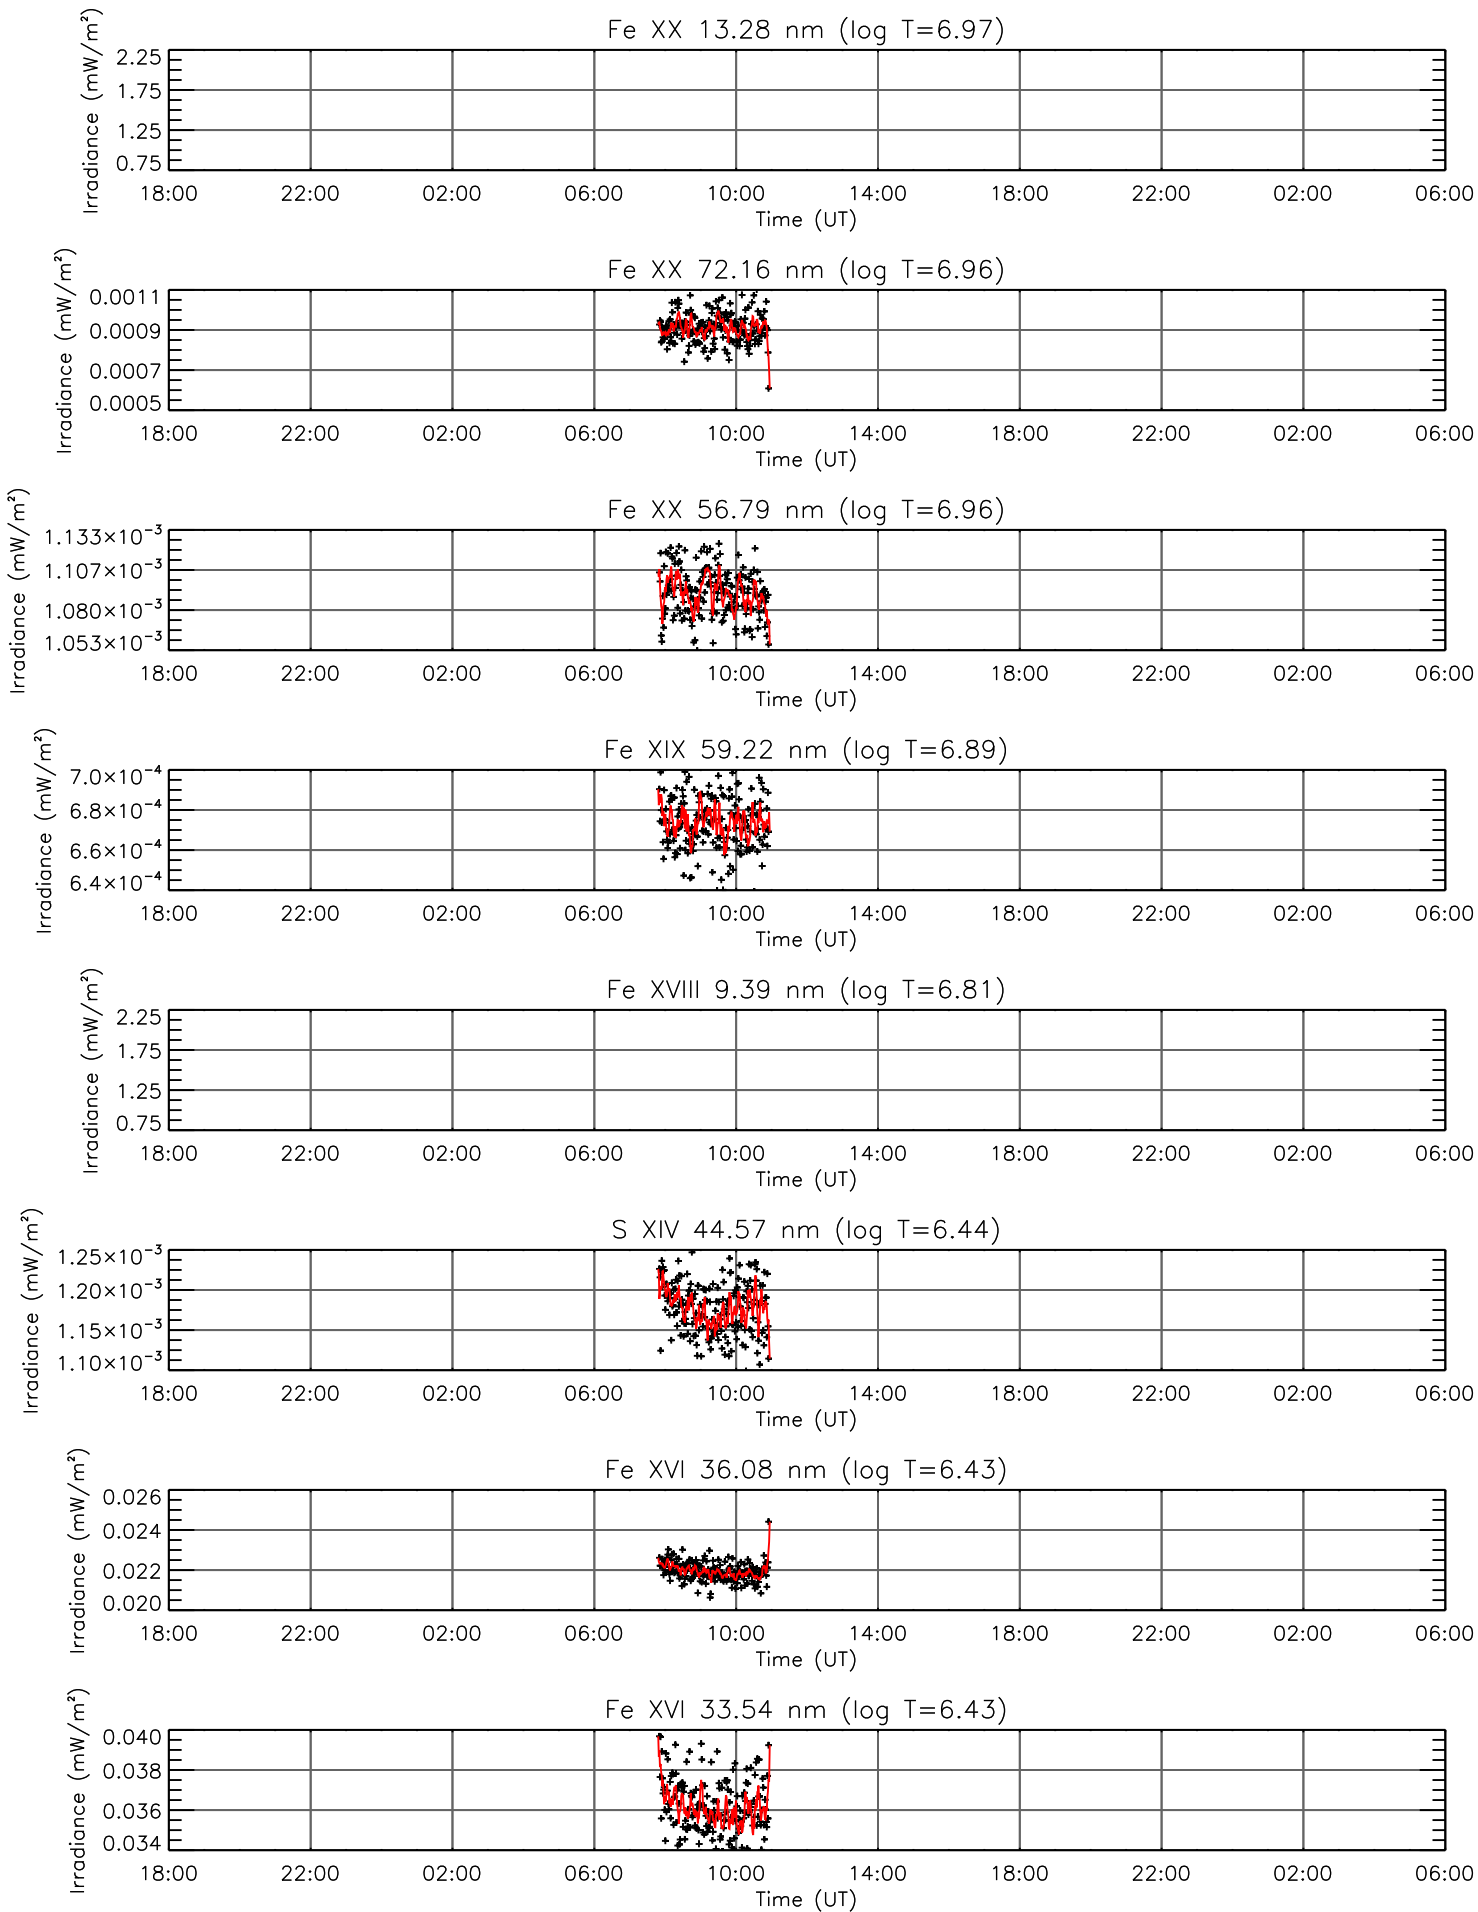 Fe XX 13.28 nm (log T=6.97)
Irradiance (mW/m²)
2.25
1.75
1.25
0.75
18:00 22:00 02:00 06:00 10:00 14:00 18:00 22:00 02:00 06:00
Time (UT)
Fe XX 72.16 nm (log T=6.96)
Irradiance (mW/m²)
0.0011
0.0009
0.0007
0.0005
18:00 22:00 02:00 06:00 10:00 14:00 18:00 22:00 02:00 06:00
Time (UT)
Fe XX 56.79 nm (log T=6.96)
Irradiance (mW/m²)
1.133×10⁻³
1.107×10⁻³
1.080×10⁻³
1.053×10⁻³
18:00 22:00 02:00 06:00 10:00 14:00 18:00 22:00 02:00 06:00
Time (UT)
Fe XIX 59.22 nm (log T=6.89)
Irradiance (mW/m²)
7.0×10⁻⁴
6.8×10⁻⁴
6.6×10⁻⁴
6.4×10⁻⁴
18:00 22:00 02:00 06:00 10:00 14:00 18:00 22:00 02:00 06:00
Time (UT)
Fe XVIII 9.39 nm (log T=6.81)
Irradiance (mW/m²)
2.25
1.75
1.25
0.75
18:00 22:00 02:00 06:00 10:00 14:00 18:00 22:00 02:00 06:00
Time (UT)
S XIV 44.57 nm (log T=6.44)
Irradiance (mW/m²)
1.25×10⁻³
1.20×10⁻³
1.15×10⁻³
1.10×10⁻³
18:00 22:00 02:00 06:00 10:00 14:00 18:00 22:00 02:00 06:00
Time (UT)
Fe XVI 36.08 nm (log T=6.43)
Irradiance (mW/m²)
0.026
0.024
0.022
0.020
18:00 22:00 02:00 06:00 10:00 14:00 18:00 22:00 02:00 06:00
Time (UT)
Fe XVI 33.54 nm (log T=6.43)
Irradiance (mW/m²)
0.040
0.038
0.036
0.034
18:00 22:00 02:00 06:00 10:00 14:00 18:00 22:00 02:00 06:00
Time (UT)